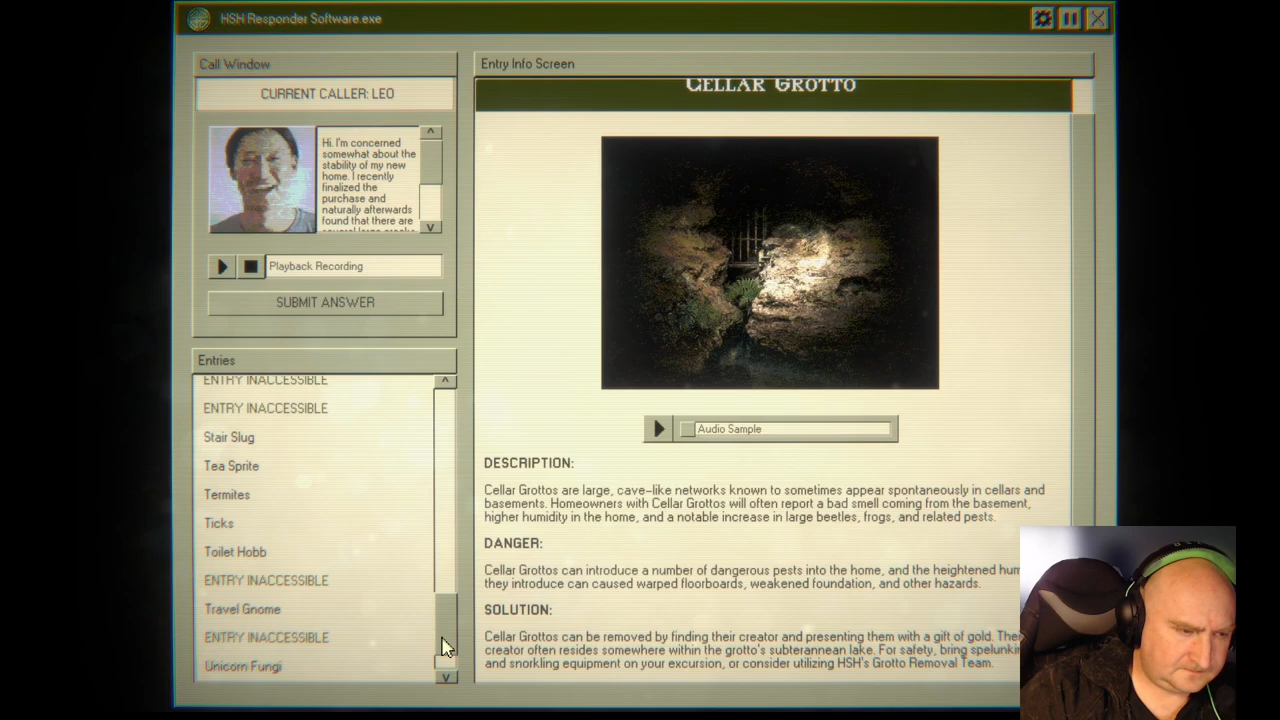 HSH Responder Software.exe
Call Window
Entry Info Screen
CURRENT CALLER: LEO
Hi. I'm concerned
somewhat about the
stability of my new
home. I recently
finalized the
purchase and
naturally afterwards
found that there are
several large cracks
Playback Recording
SUBMIT ANSWER
Entries
ENTRY INACCESSIBLE
ENTRY INACCESSIBLE
Stair Slug
Tea Sprite
Termites
Ticks
Toilet Hobb
ENTRY INACCESSIBLE
Travel Gnome
ENTRY INACCESSIBLE
Unicorn Fungi
CELLAR GROTTO
Audio Sample
DESCRIPTION:
Cellar Grottos are large, cave-like networks known to sometimes appear spontaneously in cellars and
basements. Homeowners with Cellar Grottos will often report a bad smell coming from the basement,
higher humidity in the home, and a notable increase in large beetles, frogs, and related pests.
DANGER:
Cellar Grottos can introduce a number of dangerous pests into the home, and the heightened
they introduce can caused warped floorboards, weakened foundation, and other hazards.
SOLUTION:
Cellar Grottos can be removed by finding their creator and presenting them with a gift of gold.
creator often resides somewhere within the grotto's subterannean lake. For safety, bring
and snorkling equipment on your excursion, or consider utilizing HSH's Grotto Removal Team.